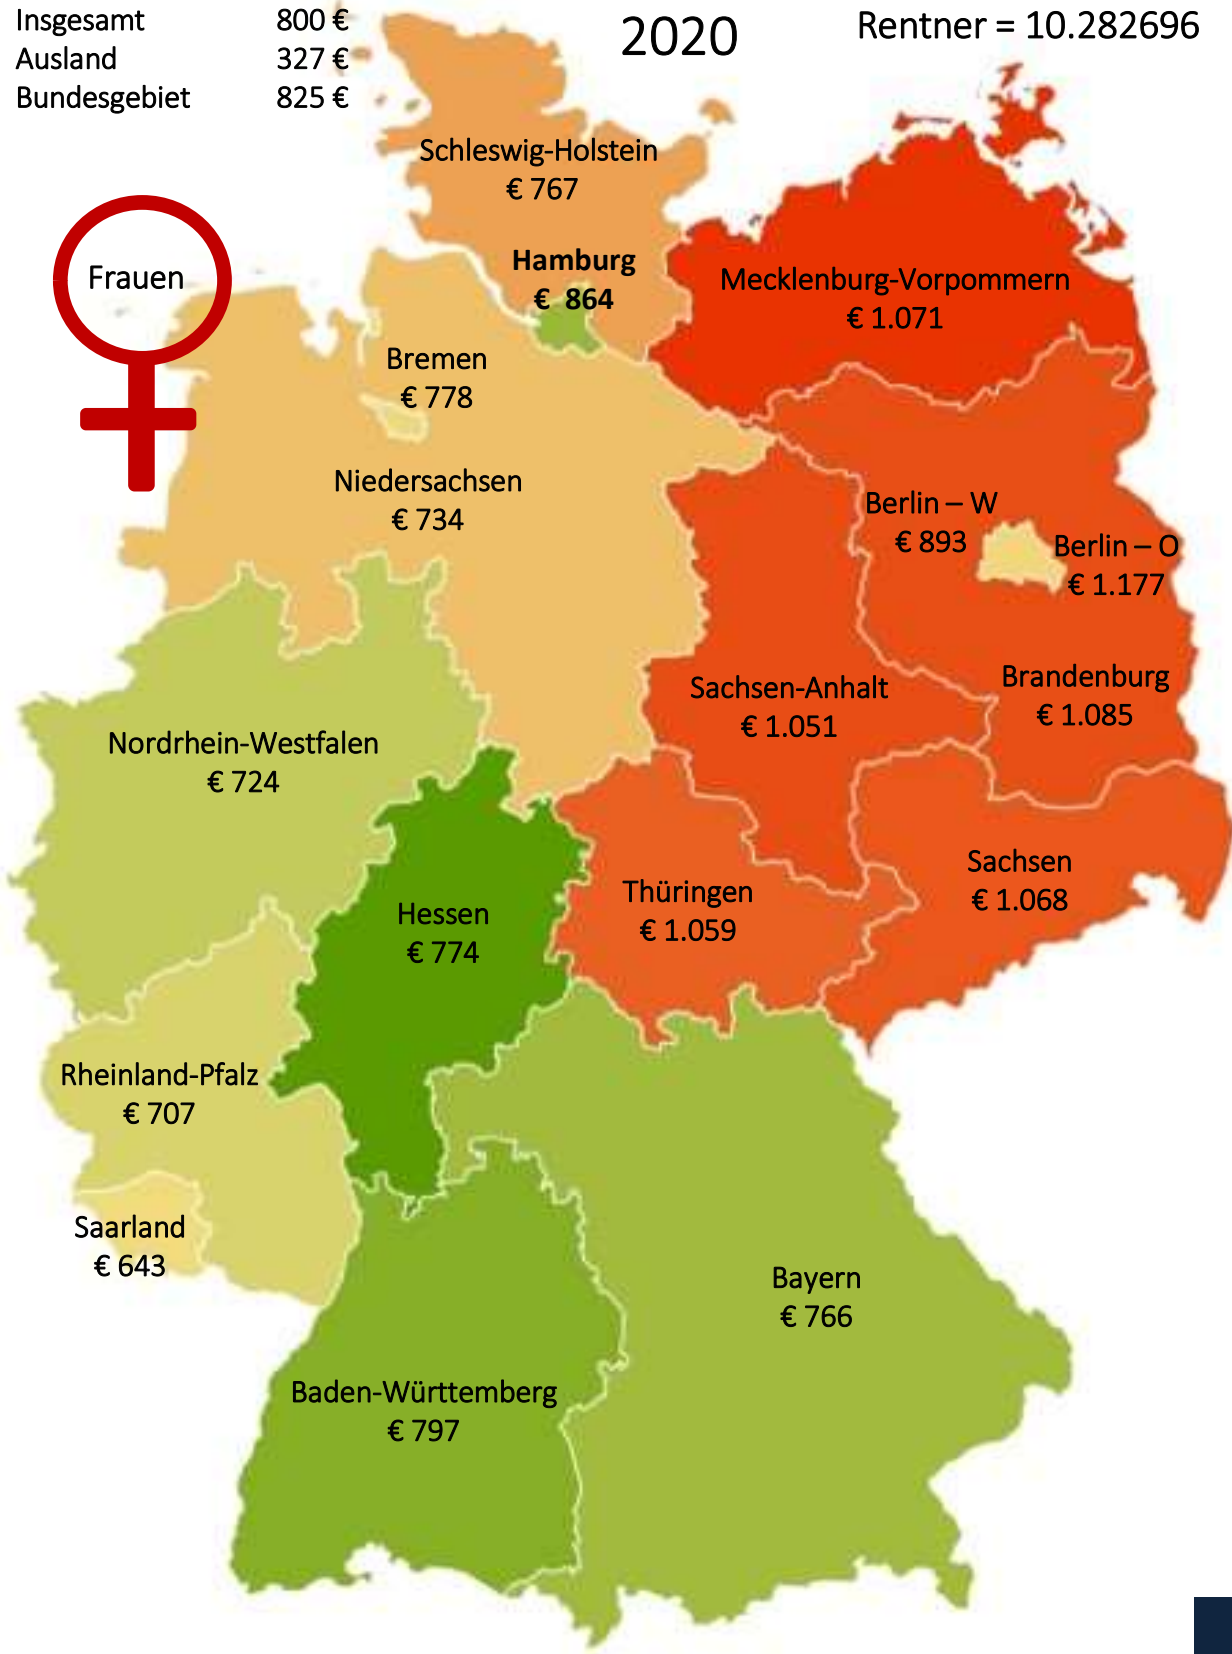 Insgesamt 800 €
Ausland 327 €
Bundesgebiet 825 €
2020
Rentner = 10.282696
Frauen
Schleswig-Holstein
€ 767
Hamburg
€ 864
Mecklenburg-Vorpommern
€ 1.071
Bremen
€ 778
Niedersachsen
€ 734
Berlin – W
€ 893
Berlin – O
€ 1.177
Brandenburg
€ 1.085
Sachsen-Anhalt
€ 1.051
Nordrhein-Westfalen
€ 724
Sachsen
€ 1.068
Thüringen
€ 1.059
Hessen
€ 774
Rheinland-Pfalz
€ 707
Saarland
€ 643
Bayern
€ 766
Baden-Württemberg
€ 797